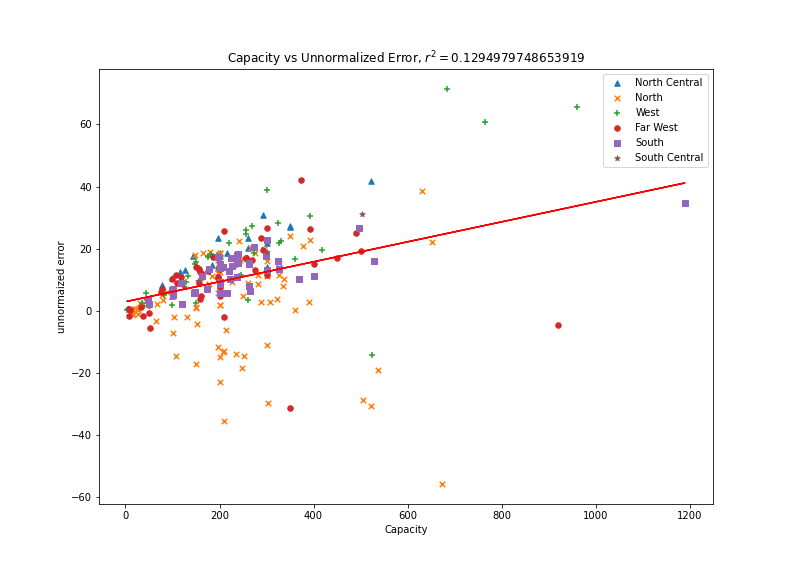 Capacity vs Unnormalized Error, r² = 0.1294979748653919
North Central
North
West
Far West
South
South Central
unnormaized error
60
40
20
0
−20
−40
−60
0 200 400 600 800 1000 1200
Capacity